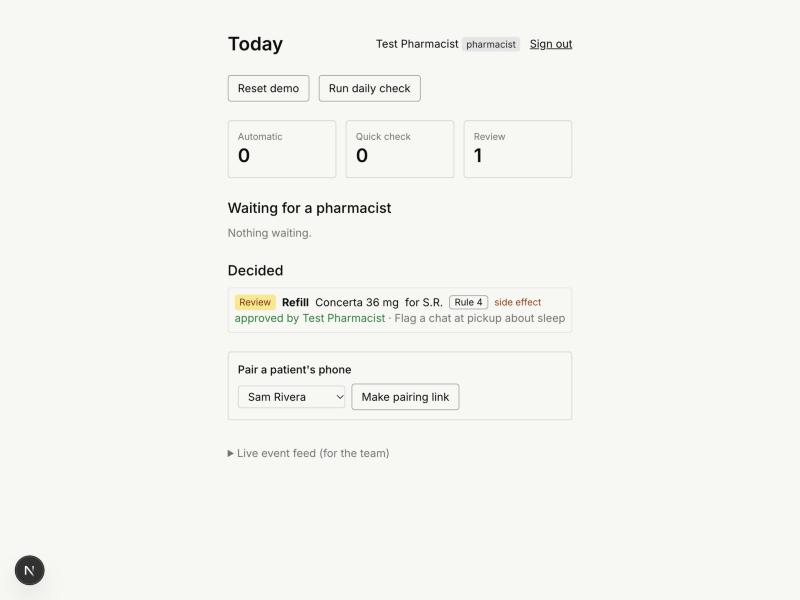 Today
Test Pharmacist pharmacist Sign out
Reset demo Run daily check
Automatic Quick check Review
0 0 1
Waiting for a pharmacist
Nothing waiting.
Decided
Review Refill Concerta 36 mg for S.R. Rule 4 side effect
approved by Test Pharmacist · Flag a chat at pickup about sleep
Pair a patient's phone
Sam Rivera Make pairing link
Live event feed (for the team)
N